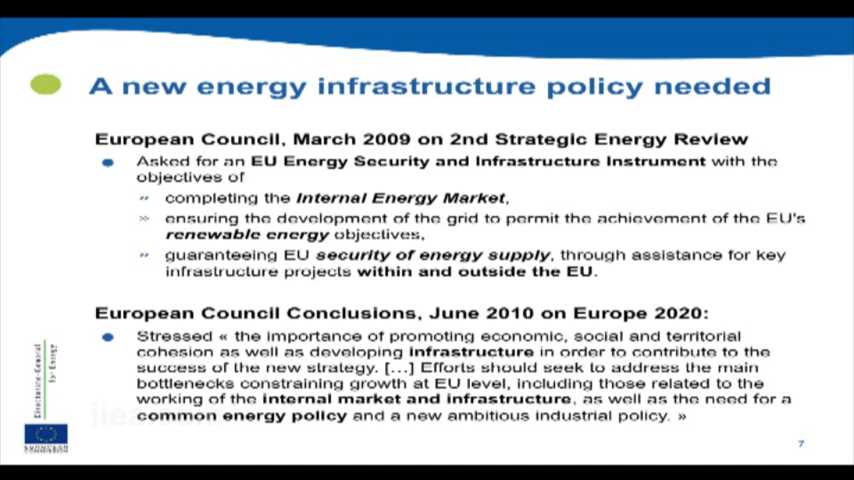 A new energy infrastructure policy needed
European Council, March 2009 on 2nd Strategic Energy Review
Asked for an EU Energy Security and Infrastructure Instrument with the
objectives of
completing the Internal Energy Market,
ensuring the development of the grid to permit the achievement of the EU's
renewable energy objectives,
guaranteeing EU security of energy supply, through assistance for key
infrastructure projects within and outside the EU.
European Council Conclusions, June 2010 on Europe 2020:
Stressed « the importance of promoting economic, social and territorial
cohesion as well as developing infrastructure in order to contribute to the
success of the new strategy. […] Efforts should seek to address the main
bottlenecks constraining growth at EU level, including those related to the
working of the internal market and infrastructure, as well as the need for a
common energy policy and a new ambitious industrial policy. »
Directorate-General
for Energy
EUROPEAN
COMMISSION
7